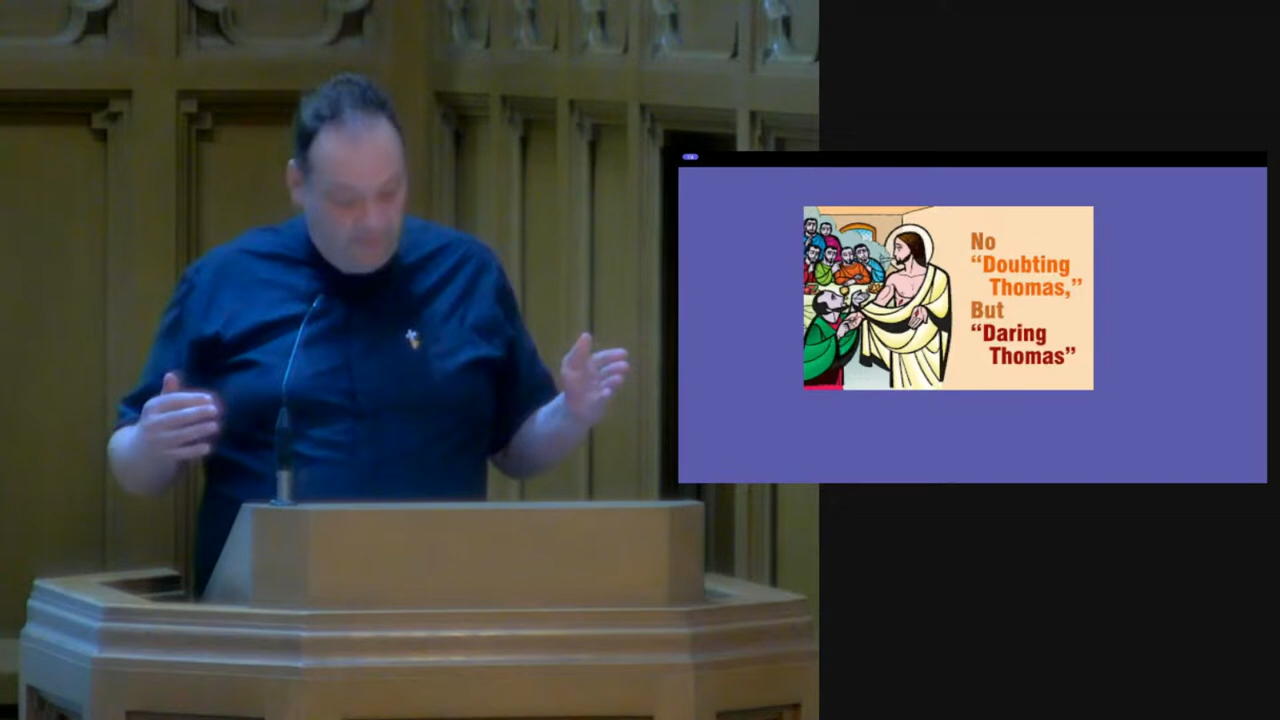 No
“Doubting
Thomas,”
But
“Daring
Thomas”